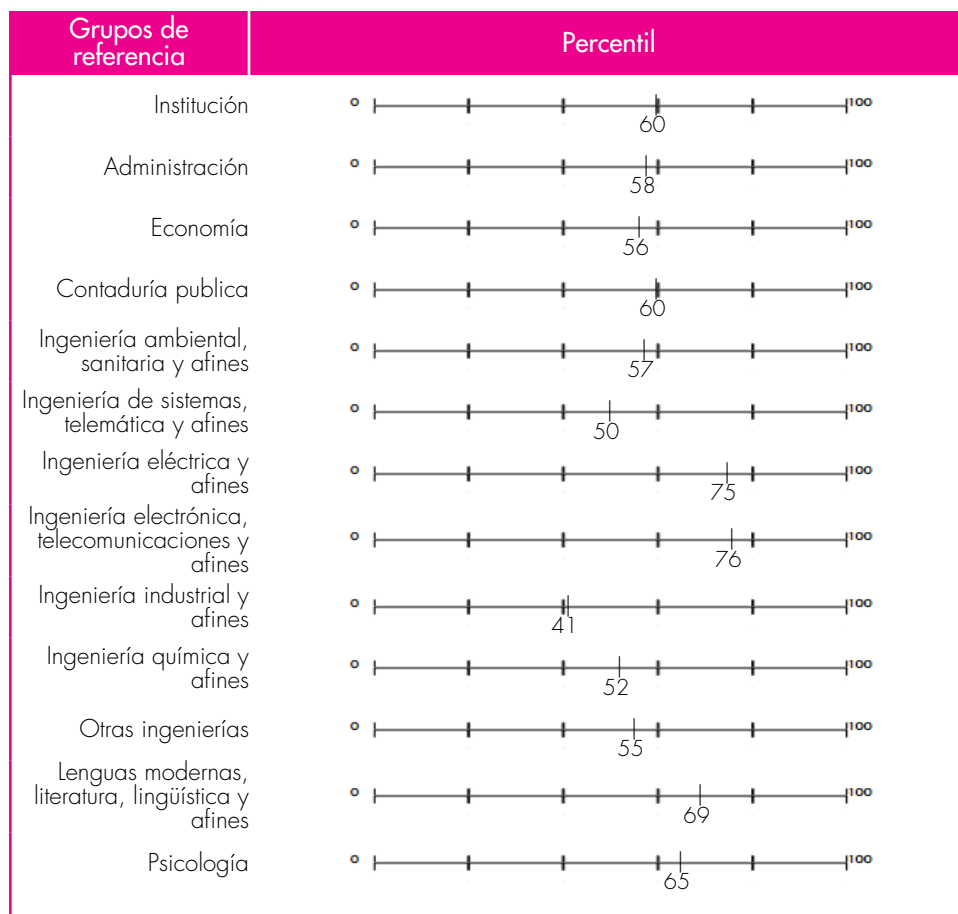 Grupos de
referencia
Percentil
Institución
0 100
60
Administración
0 100
58
Economía
0 100
56
Contaduría publica
0 100
60
Ingeniería ambiental,
sanitaria y afines
0 100
57
Ingeniería de sistemas,
telemática y afines
0 100
50
Ingeniería eléctrica y
afines
0 100
75
Ingeniería electrónica,
telecomunicaciones y
afines
0 100
76
Ingeniería industrial y
afines
0 100
41
Ingeniería química y
afines
0 100
52
Otras ingenierías
0 100
55
Lenguas modernas,
literatura, lingüística y
afines
0 100
69
Psicología
0 100
65